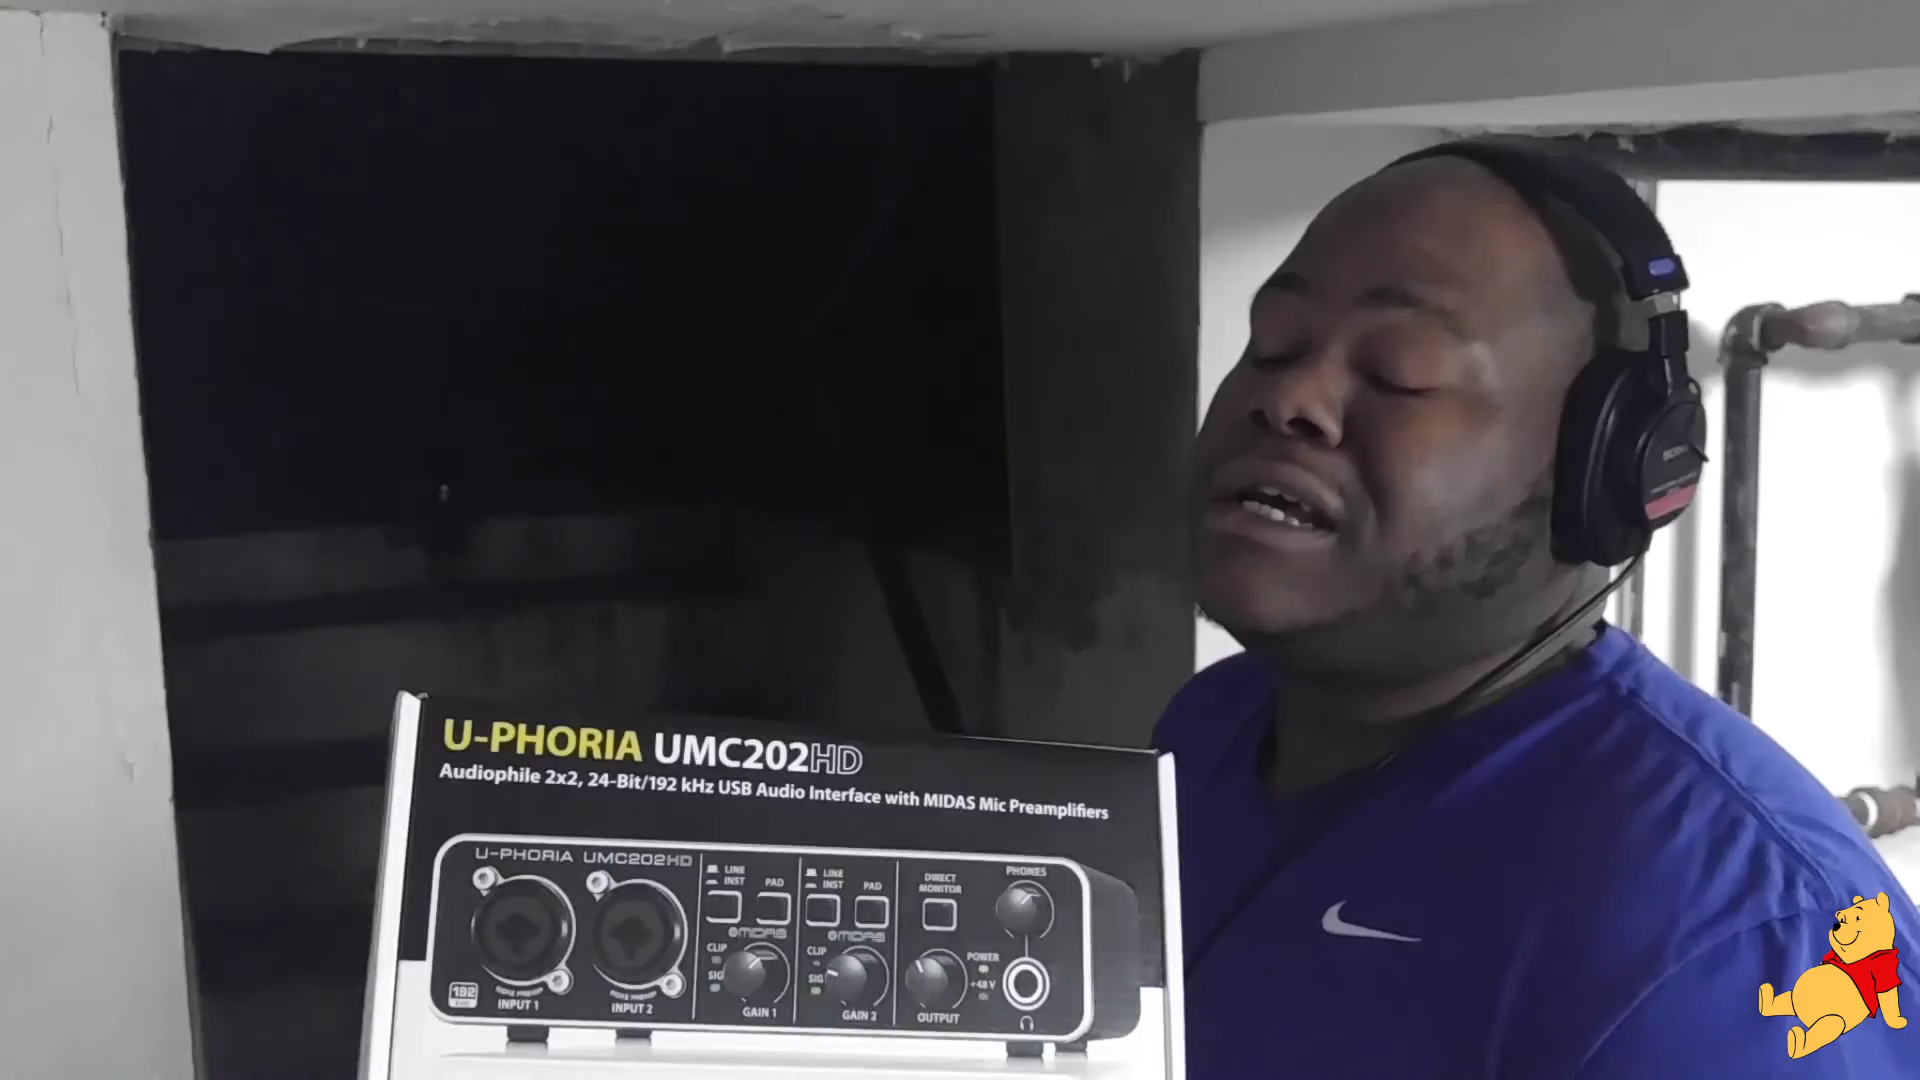 U-PHORIA UMC202HD
Audiophile 2x2, 24-Bit/192 kHz USB Audio Interface with MIDAS Mic Preamplifiers
U-PHORIA UMC202HD
LINE
INST
PAD
LINE
INST
PAD
DIRECT
MONITOR
PHONES
MIDAS
MIDAS
CLIP
SIG
CLIP
SIG
POWER
+48 V
192
INPUT 1
INPUT 2
GAIN 1
GAIN 2
OUTPUT
SONY